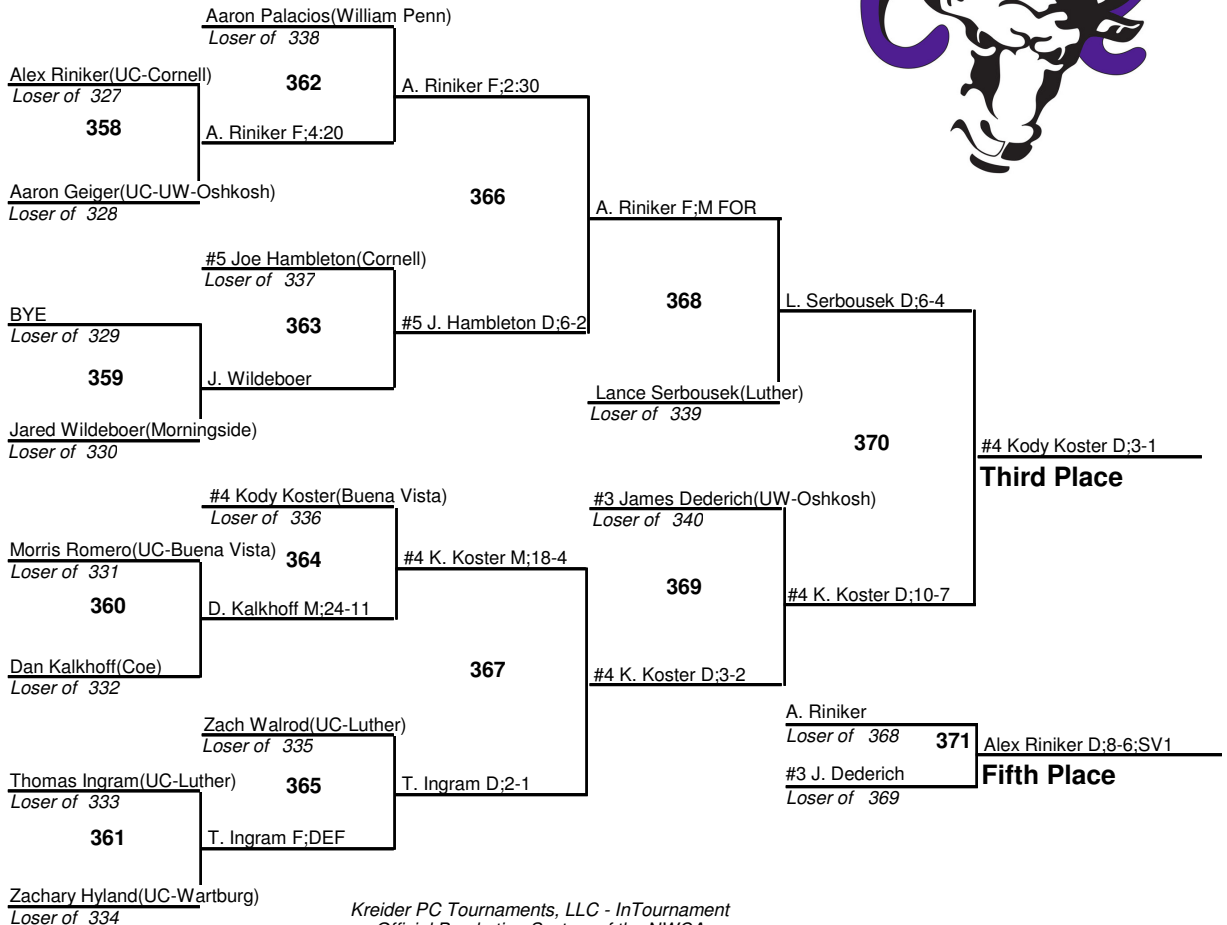 Aaron Palacios(William Penn)
Loser of 338
Alex Riniker(UC-Cornell)
Loser of 327
362
A. Riniker F;2:30
358
A. Riniker F;4:20
Aaron Geiger(UC-UW-Oshkosh)
Loser of 328
366
A. Riniker F;M FOR
#5 Joe Hambleton(Cornell)
Loser of 337
BYE
Loser of 329
363
#5 J. Hambleton D;6-2
368
L. Serbousek D;6-4
359
J. Wildeboer
Lance Serbousek(Luther)
Loser of 339
Jared Wildeboer(Morningside)
Loser of 330
370
#4 Kody Koster D;3-1
Third Place
#4 Kody Koster(Buena Vista)
Loser of 336
#3 James Dederich(UW-Oshkosh)
Loser of 340
Morris Romero(UC-Buena Vista)
Loser of 331
364
#4 K. Koster M;18-4
369
#4 K. Koster D;10-7
360
D. Kalkhoff M;24-11
Dan Kalkhoff(Coe)
Loser of 332
367
#4 K. Koster D;3-2
Zach Walrod(UC-Luther)
Loser of 335
A. Riniker
Loser of 368
371
Alex Riniker D;8-6;SV1
Fifth Place
#3 J. Dederich
Loser of 369
Thomas Ingram(UC-Luther)
Loser of 333
365
T. Ingram D;2-1
361
T. Ingram F;DEF
Zachary Hyland(UC-Wartburg)
Loser of 334
Kreider PC Tournaments, LLC - InTournament